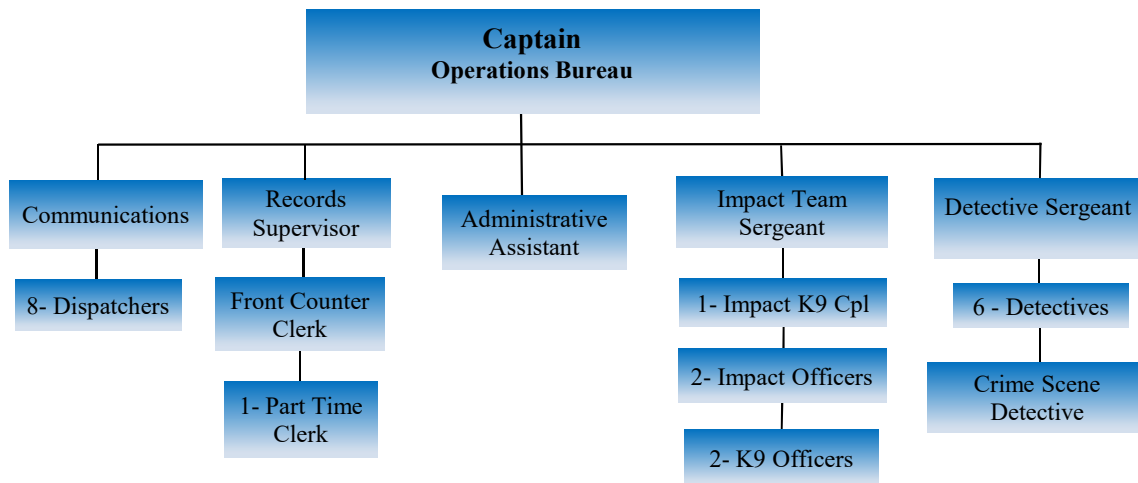 Captain
Operations Bureau
Communications
8- Dispatchers
Records
Supervisor
Front Counter
Clerk
1- Part Time
Clerk
Administrative
Assistant
Impact Team
Sergeant
1- Impact K9 Cpl
2- Impact Officers
2- K9 Officers
Detective Sergeant
6 - Detectives
Crime Scene
Detective